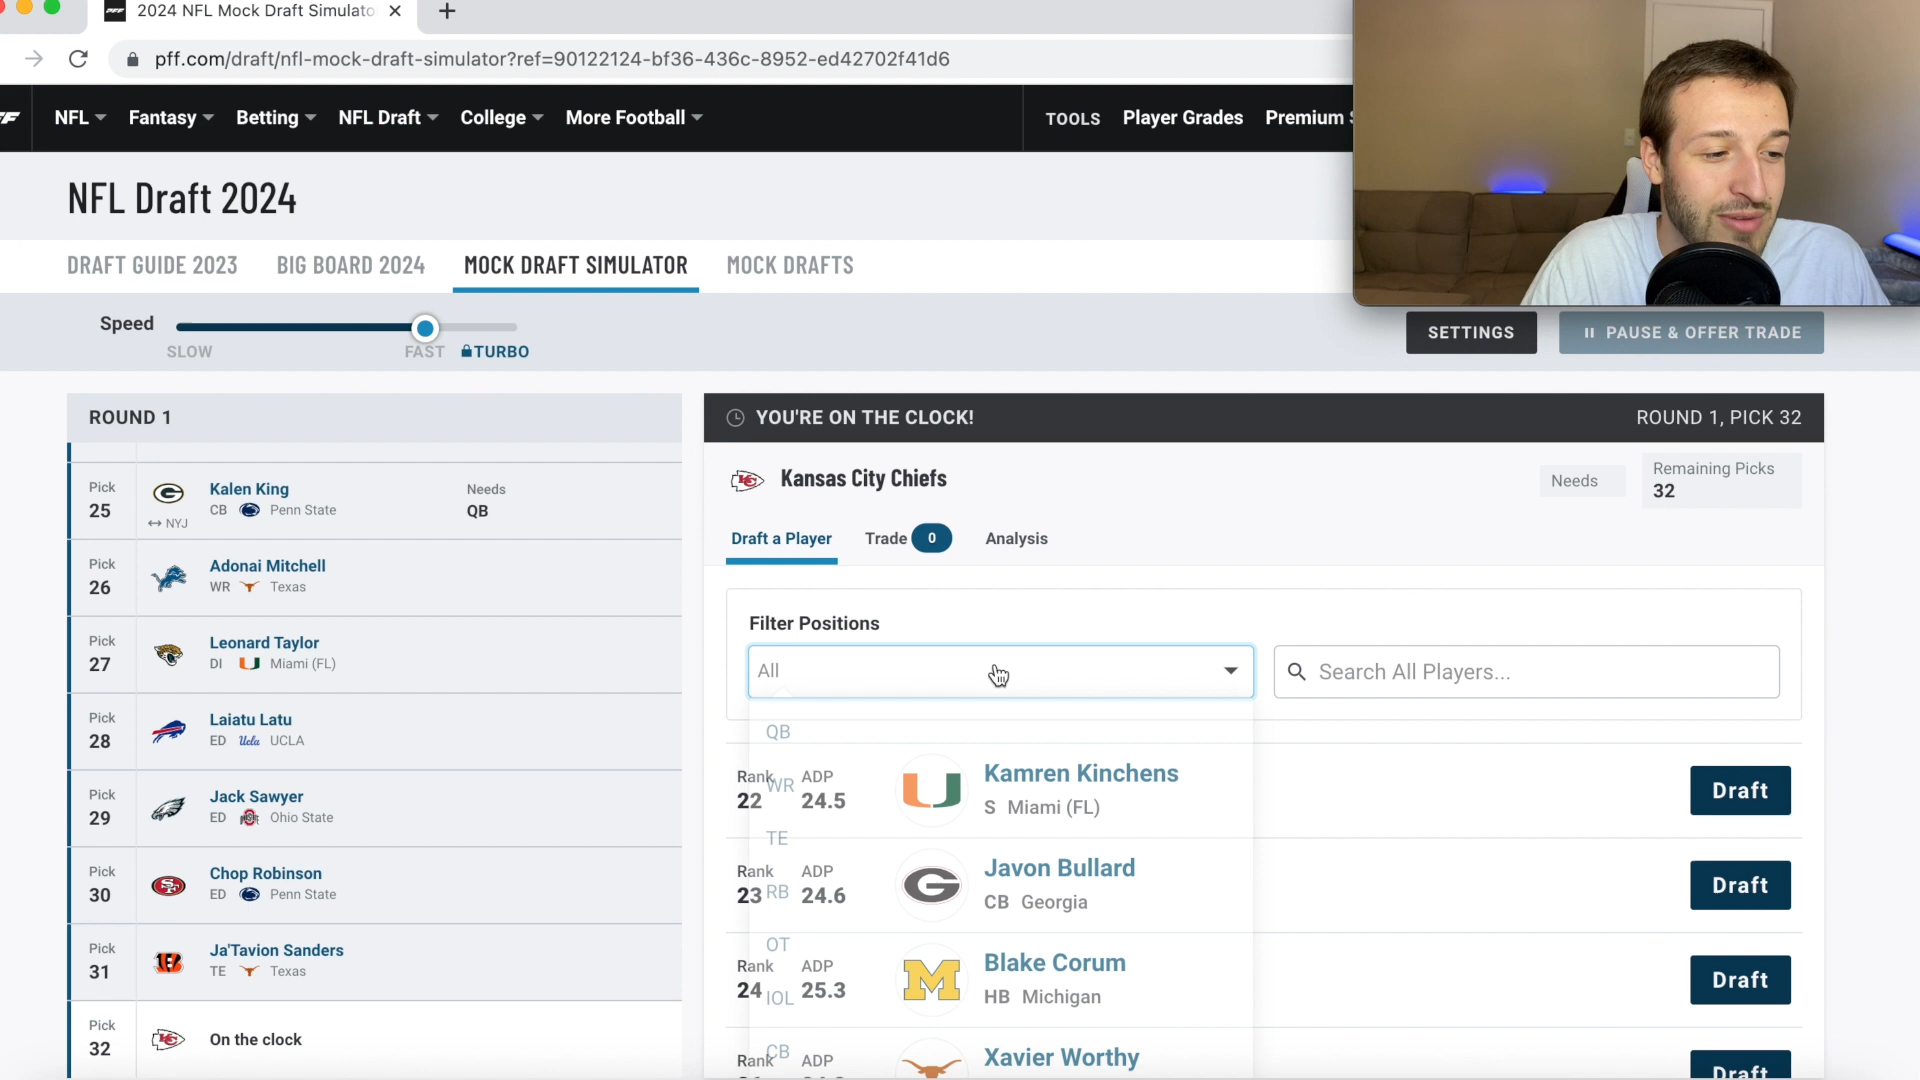 2024 NFL Mock Draft Simulato
pff.com/draft/nfl-mock-draft-simulator?ref=90122124-bf36-436c-8952-ed42702f41d6
NFL Fantasy Betting NFL Draft College More Football TOOLS Player Grades Premium
NFL Draft 2024
DRAFT GUIDE 2023 BIG BOARD 2024 MOCK DRAFT SIMULATOR MOCK DRAFTS
Speed
SLOW FAST TURBO
SETTINGS PAUSE & OFFER TRADE
ROUND 1
Pick 25 Kalen King Needs
↔ NYJ CB Penn State QB
Pick 26 Adonai Mitchell
WR Texas
Pick 27 Leonard Taylor
DI Miami (FL)
Pick 28 Laiatu Latu
ED Ucla UCLA
Pick 29 Jack Sawyer
ED Ohio State
Pick 30 Chop Robinson
ED Penn State
Pick 31 Ja'Tavion Sanders
TE Texas
Pick 32 On the clock
YOU'RE ON THE CLOCK! ROUND 1, PICK 32
Kansas City Chiefs
Needs
Remaining Picks
32
Draft a Player Trade 0 Analysis
Filter Positions
All
Search All Players...
QB
WR
TE
RB
OT
IOL
CB
Rank 22 ADP 24.5 Kamren Kinchens
S Miami (FL)
Draft
Rank 23 ADP 24.6 Javon Bullard
CB Georgia
Draft
Rank 24 ADP 25.3 Blake Corum
HB Michigan
Draft
Rank ADP Xavier Worthy
Draft